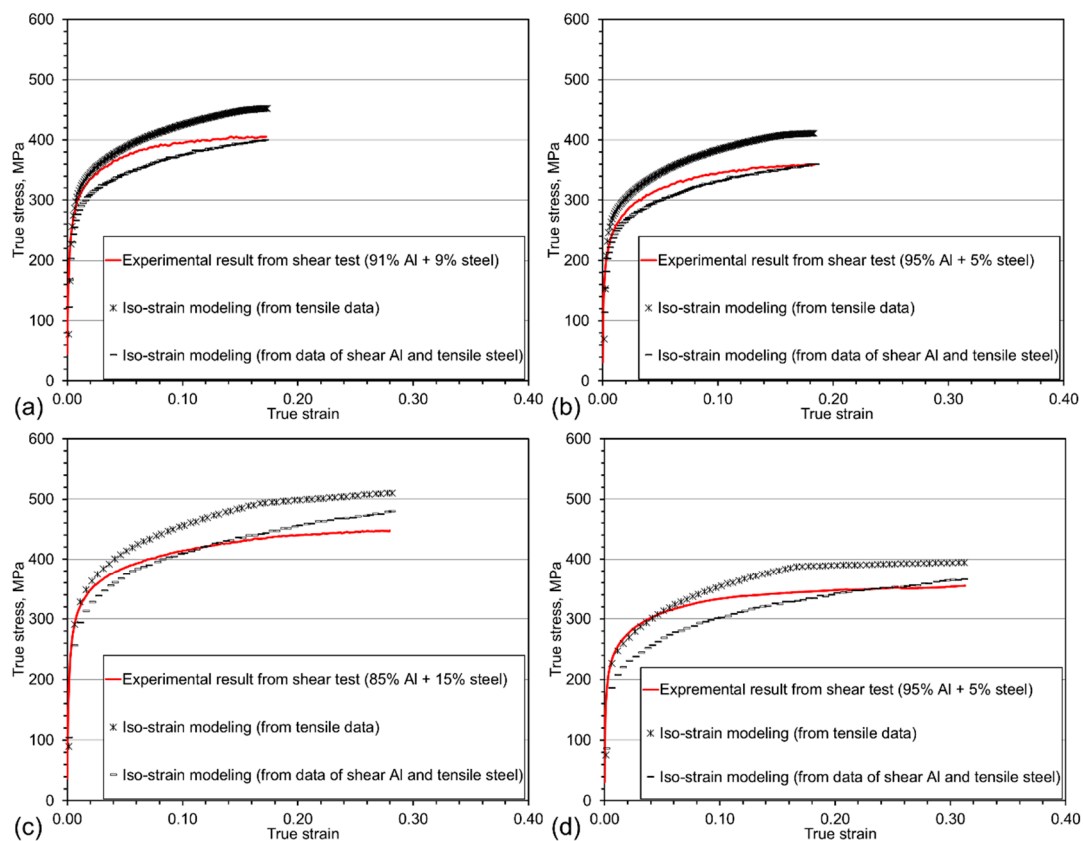 600
500
400
300
200
100
0
True stress, MPa
Experimental result from shear test (91% Al + 9% steel)
Iso-strain modeling (from tensile data)
Iso-strain modeling (from data of shear Al and tensile steel)
0.00 0.10 0.20 0.30 0.40
(a) True strain
600
500
400
300
200
100
0
True stress, MPa
Experimental result from shear test (95% Al + 5% steel)
Iso-strain modeling (from tensile data)
Iso-strain modeling (from data of shear Al and tensile steel)
0.00 0.10 0.20 0.30 0.40
(b) True strain
600
500
400
300
200
100
0
True stress, MPa
Experimental result from shear test (85% Al + 15% steel)
Iso-strain modeling (from tensile data)
Iso-strain modeling (from data of shear Al and tensile steel)
0.00 0.10 0.20 0.30 0.40
(c) True strain
600
500
400
300
200
100
0
True stress, MPa
Expremental result from shear test (95% Al + 5% steel)
Iso-strain modeling (from tensile data)
Iso-strain modeling (from data of shear Al and tensile steel)
0.00 0.10 0.20 0.30 0.40
(d) True strain